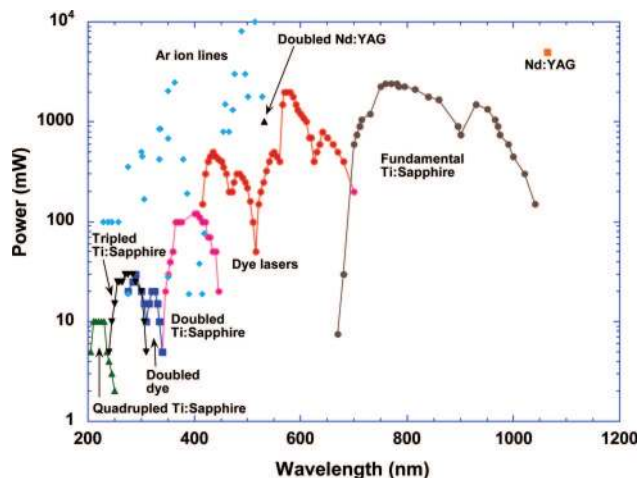 10⁴
1000
100
10
1
Power (mW)
200
400
600
800
1000
1200
Wavelength (nm)
Ar ion lines
Doubled Nd:YAG
Nd:YAG
Fundamental
Ti:Sapphire
Dye lasers
Tripled
Ti:Sapphire
Doubled
Ti:Sapphire
Doubled
dye
Quadrupled Ti:Sapphire